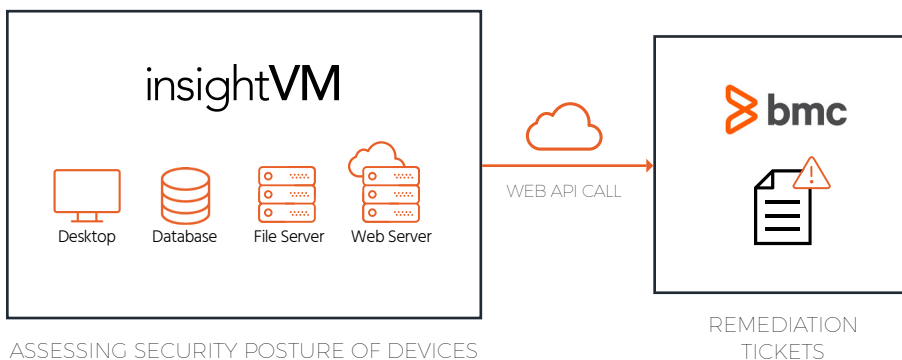 insightVM
Desktop
Database
File Server
Web Server
ASSESSING SECURITY POSTURE OF DEVICES
WEB API CALL
bmc
REMEDIATION
TICKETS